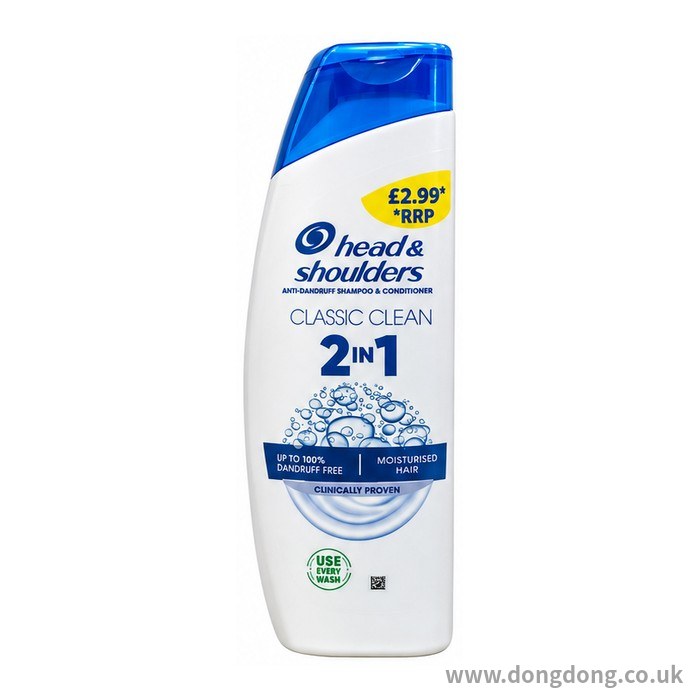 £2.99*
*RRP
head &
shoulders
ANTI-DANDRUFF SHAMPOO & CONDITIONER
CLASSIC CLEAN
2IN1
UP TO 100%
DANDRUFF FREE
MOISTURISED
HAIR
CLINICALLY PROVEN
USE
EVERY
WASH
www.dongdong.co.uk